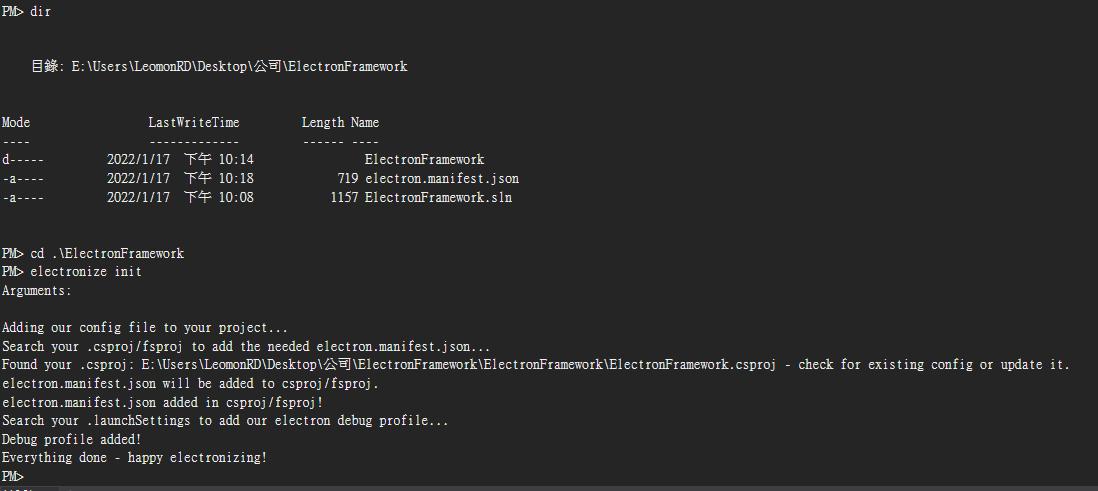 PM> dir
目錄: E:\Users\LeomonRD\Desktop\公司\ElectronFramework
Mode LastWriteTime Length Name
---- ------------- ------ ----
d----- 2022/1/17 下午 10:14 ElectronFramework
-a---- 2022/1/17 下午 10:18 719 electron.manifest.json
-a---- 2022/1/17 下午 10:08 1157 ElectronFramework.sln
PM> cd .\ElectronFramework
PM> electronize init
Arguments:
Adding our config file to your project...
Search your .csproj/fsproj to add the needed electron.manifest.json...
Found your .csproj: E:\Users\LeomonRD\Desktop\公司\ElectronFramework\ElectronFramework\ElectronFramework.csproj - check for existing config or update it.
electron.manifest.json will be added to csproj/fsproj.
electron.manifest.json added in csproj/fsproj!
Search your .launchSettings to add our electron debug profile...
Debug profile added!
Everything done - happy electronizing!
PM>